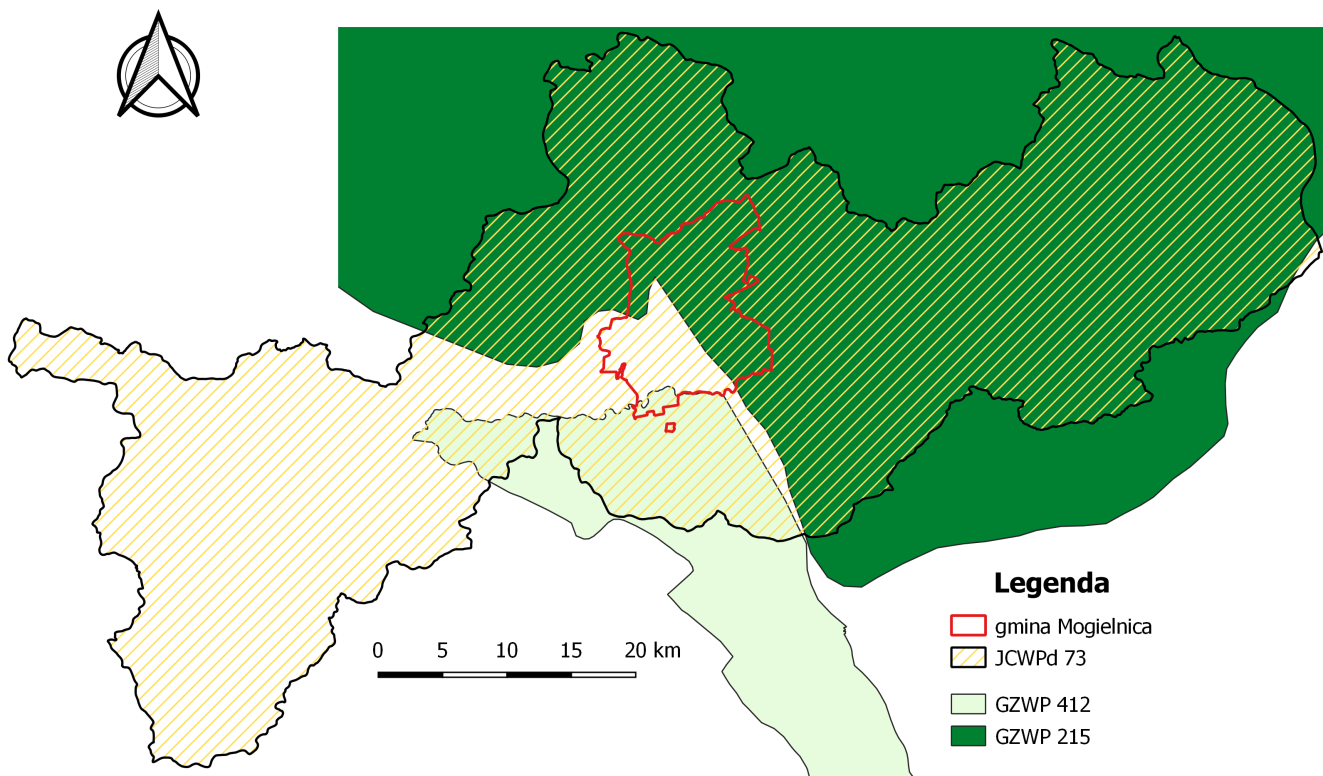 0 5 10 15 20 km
Legenda
gmina Mogielnica
JCWPd 73
GZWP 412
GZWP 215